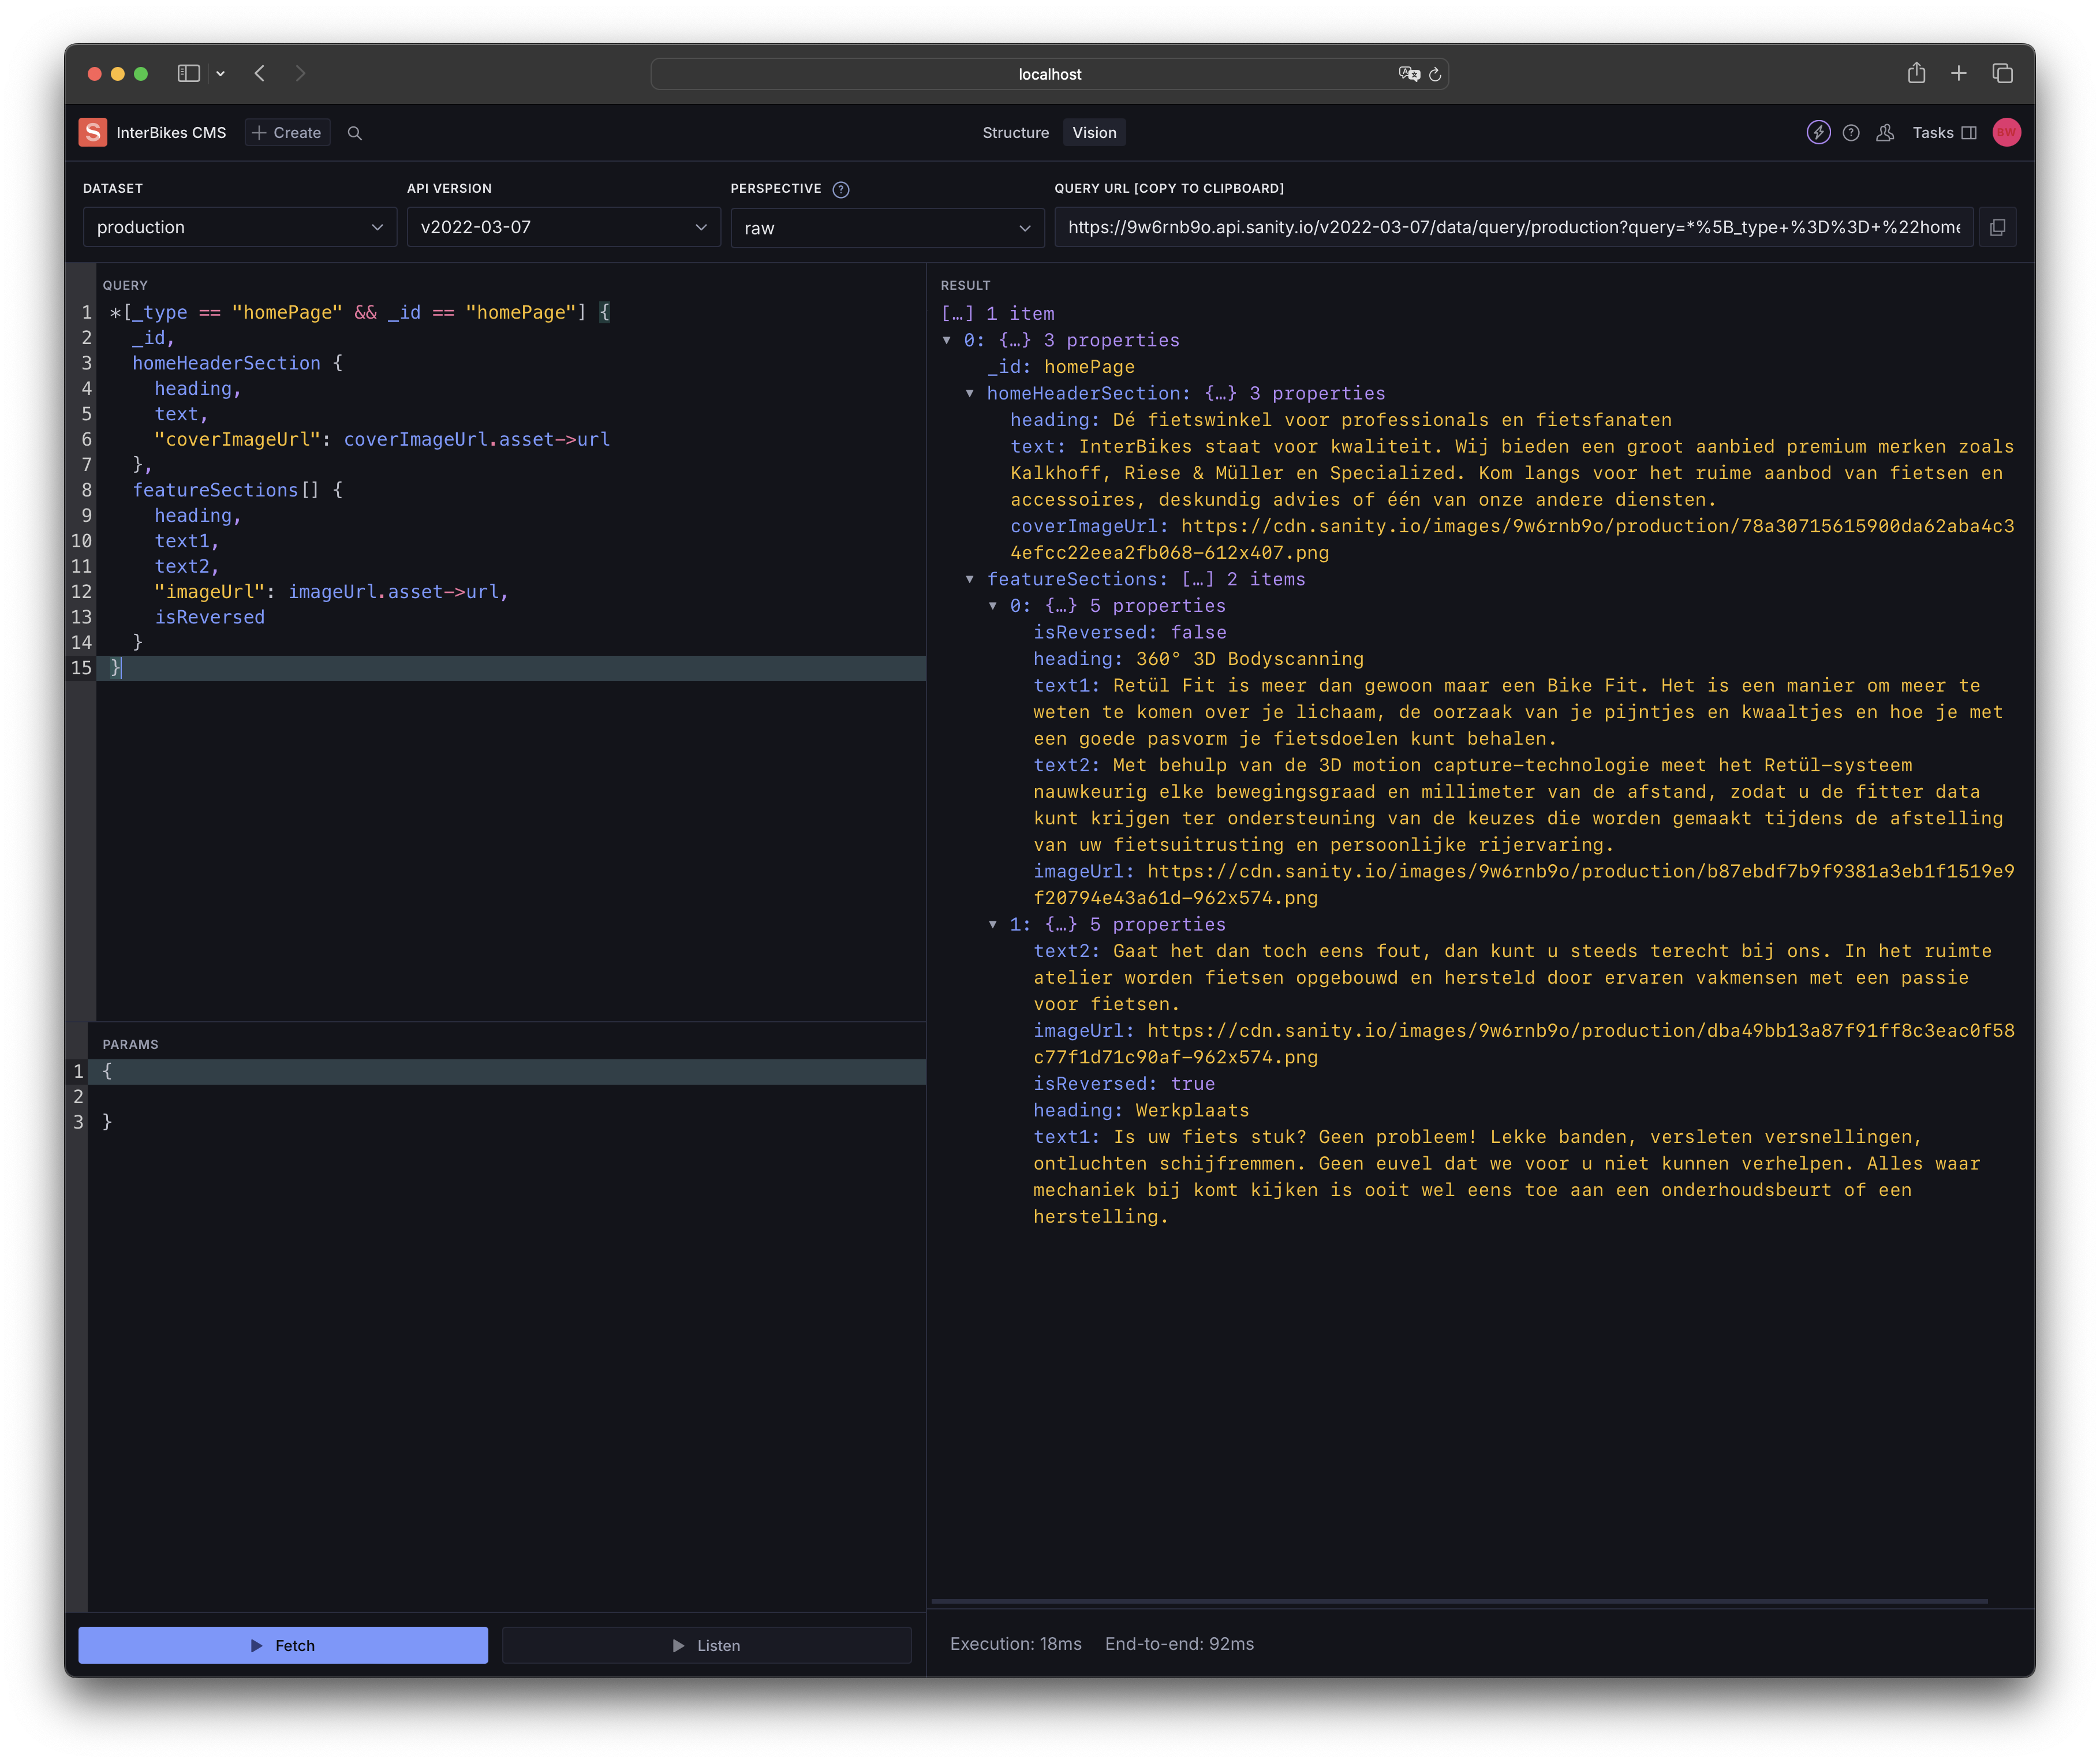 localhost
InterBikes CMS
Create
Structure
Vision
Tasks
BW
DATASET
API VERSION
PERSPECTIVE
QUERY URL [COPY TO CLIPBOARD]
production
v2022-03-07
raw
https://9w6rnb9o.api.sanity.io/v2022-03-07/data/query/production?query=*%5B_type+%3D%3D+%22home
QUERY
1 *[_type == "homePage" && _id == "homePage"] {
2 _id,
3 homeHeaderSection {
4 heading,
5 text,
6 "coverImageUrl": coverImageUrl.asset->url
7 },
8 featureSections[] {
9 heading,
10 text1,
11 text2,
12 "imageUrl": imageUrl.asset->url,
13 isReversed
14 }
15 }
PARAMS
1 {
2
3 }
Fetch
Listen
RESULT
[…] 1 item
0: {…} 3 properties
_id: homePage
homeHeaderSection: {…} 3 properties
heading: Dé fietswinkel voor professionals en fietsfanaten
text: InterBikes staat voor kwaliteit. Wij bieden een groot aanbied premium merken zoals
Kalkhoff, Riese & Müller en Specialized. Kom langs voor het ruime aanbod van fietsen en
accessoires, deskundig advies of één van onze andere diensten.
coverImageUrl: https://cdn.sanity.io/images/9w6rnb9o/production/78a30715615900da62aba4c3
4efcc22eea2fb068-612x407.png
featureSections: […] 2 items
0: {…} 5 properties
isReversed: false
heading: 360° 3D Bodyscanning
text1: Retül Fit is meer dan gewoon maar een Bike Fit. Het is een manier om meer te
weten te komen over je lichaam, de oorzaak van je pijntjes en kwaaltjes en hoe je met
een goede pasvorm je fietsdoelen kunt behalen.
text2: Met behulp van de 3D motion capture-technologie meet het Retül-systeem
nauwkeurig elke bewegingsgraad en millimeter van de afstand, zodat u de fitter data
kunt krijgen ter ondersteuning van de keuzes die worden gemaakt tijdens de afstelling
van uw fietsuitrusting en persoonlijke rijervaring.
imageUrl: https://cdn.sanity.io/images/9w6rnb9o/production/b87ebdf7b9f9381a3eb1f1519e9
f20794e43a61d-962x574.png
1: {…} 5 properties
text2: Gaat het dan toch eens fout, dan kunt u steeds terecht bij ons. In het ruimte
atelier worden fietsen opgebouwd en hersteld door ervaren vakmensen met een passie
voor fietsen.
imageUrl: https://cdn.sanity.io/images/9w6rnb9o/production/dba49bb13a87f91ff8c3eac0f58
c77f1d71c90af-962x574.png
isReversed: true
heading: Werkplaats
text1: Is uw fiets stuk? Geen probleem! Lekke banden, versleten versnellingen,
ontluchten schijfremmen. Geen euvel dat we voor u niet kunnen verhelpen. Alles waar
mechaniek bij komt kijken is ooit wel eens toe aan een onderhoudsbeurt of een
herstelling.
Execution: 18ms
End-to-end: 92ms